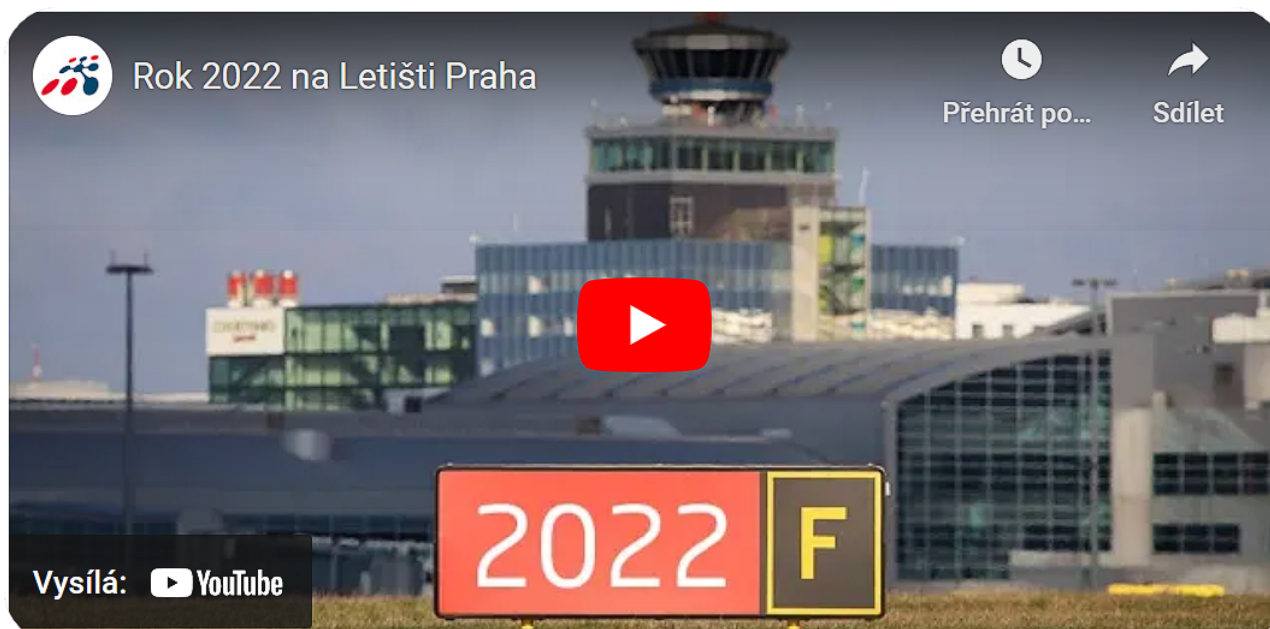 Rok 2022 na Letišti Praha
Přehrát po...
Sdílet
2022 F
Vysílá: YouTube